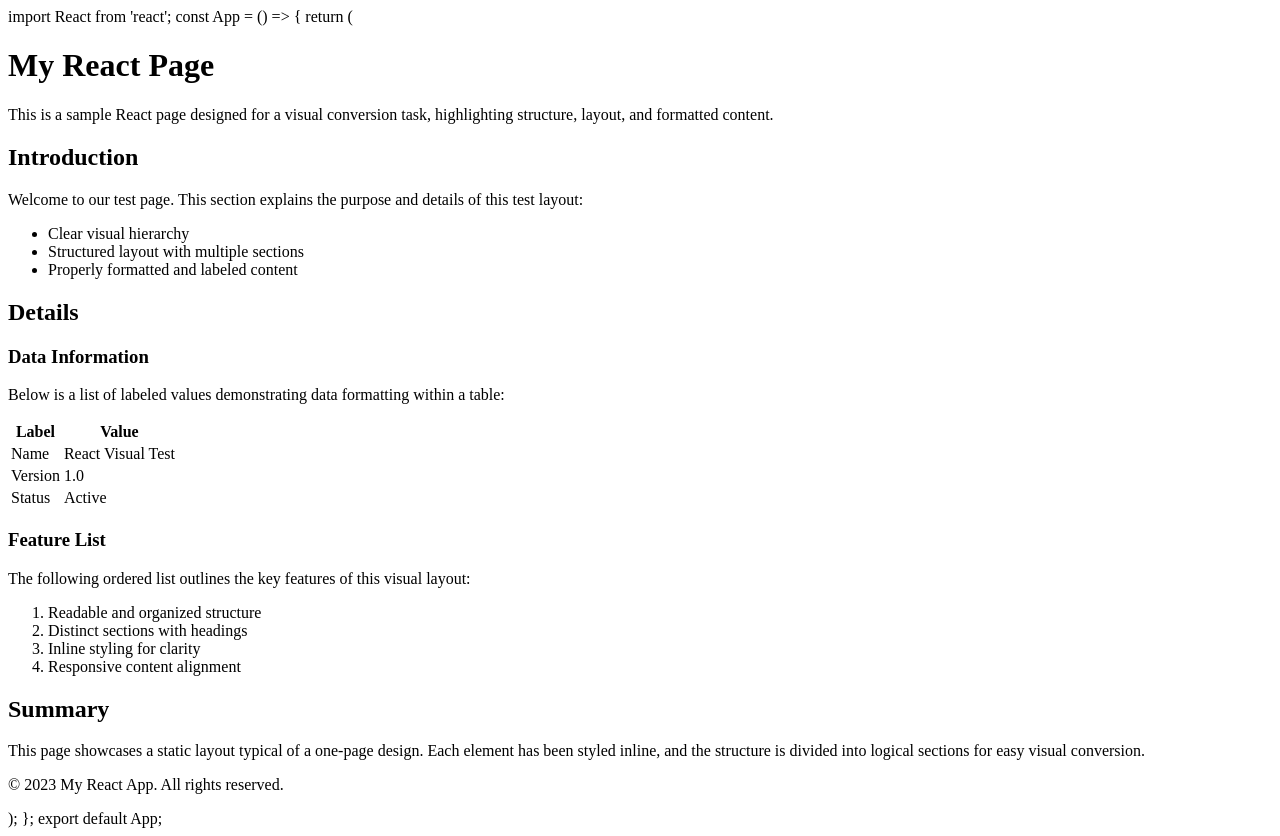 import React from 'react'; const App = () => { return (
My React Page
This is a sample React page designed for a visual conversion task, highlighting structure, layout, and formatted content.
Introduction
Welcome to our test page. This section explains the purpose and details of this test layout:
• Clear visual hierarchy
• Structured layout with multiple sections
• Properly formatted and labeled content
Details
Data Information
Below is a list of labeled values demonstrating data formatting within a table:
Label Value
Name React Visual Test
Version 1.0
Status Active
Feature List
The following ordered list outlines the key features of this visual layout:
1. Readable and organized structure
2. Distinct sections with headings
3. Inline styling for clarity
4. Responsive content alignment
Summary
This page showcases a static layout typical of a one-page design. Each element has been styled inline, and the structure is divided into logical sections for easy visual conversion.
© 2023 My React App. All rights reserved.
); }; export default App;